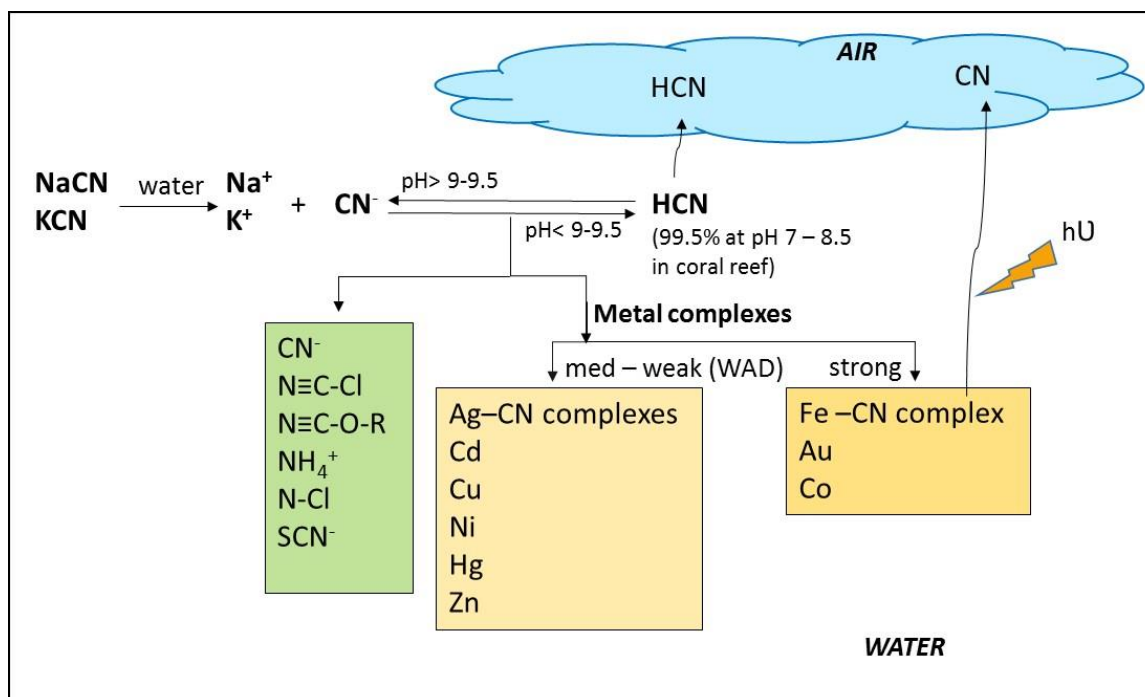 AIR
HCN
CN
NaCN
KCN
water
Na⁺
K⁺
+
CN⁻
pH> 9-9.5
pH< 9-9.5
HCN
(99.5% at pH 7 – 8.5
in coral reef)
hƱ
Metal complexes
med – weak (WAD)
strong
CN⁻
N≡C-Cl
N≡C-O-R
NH₄⁺
N-Cl
SCN⁻
Ag–CN complexes
Cd
Cu
Ni
Hg
Zn
Fe –CN complex
Au
Co
WATER